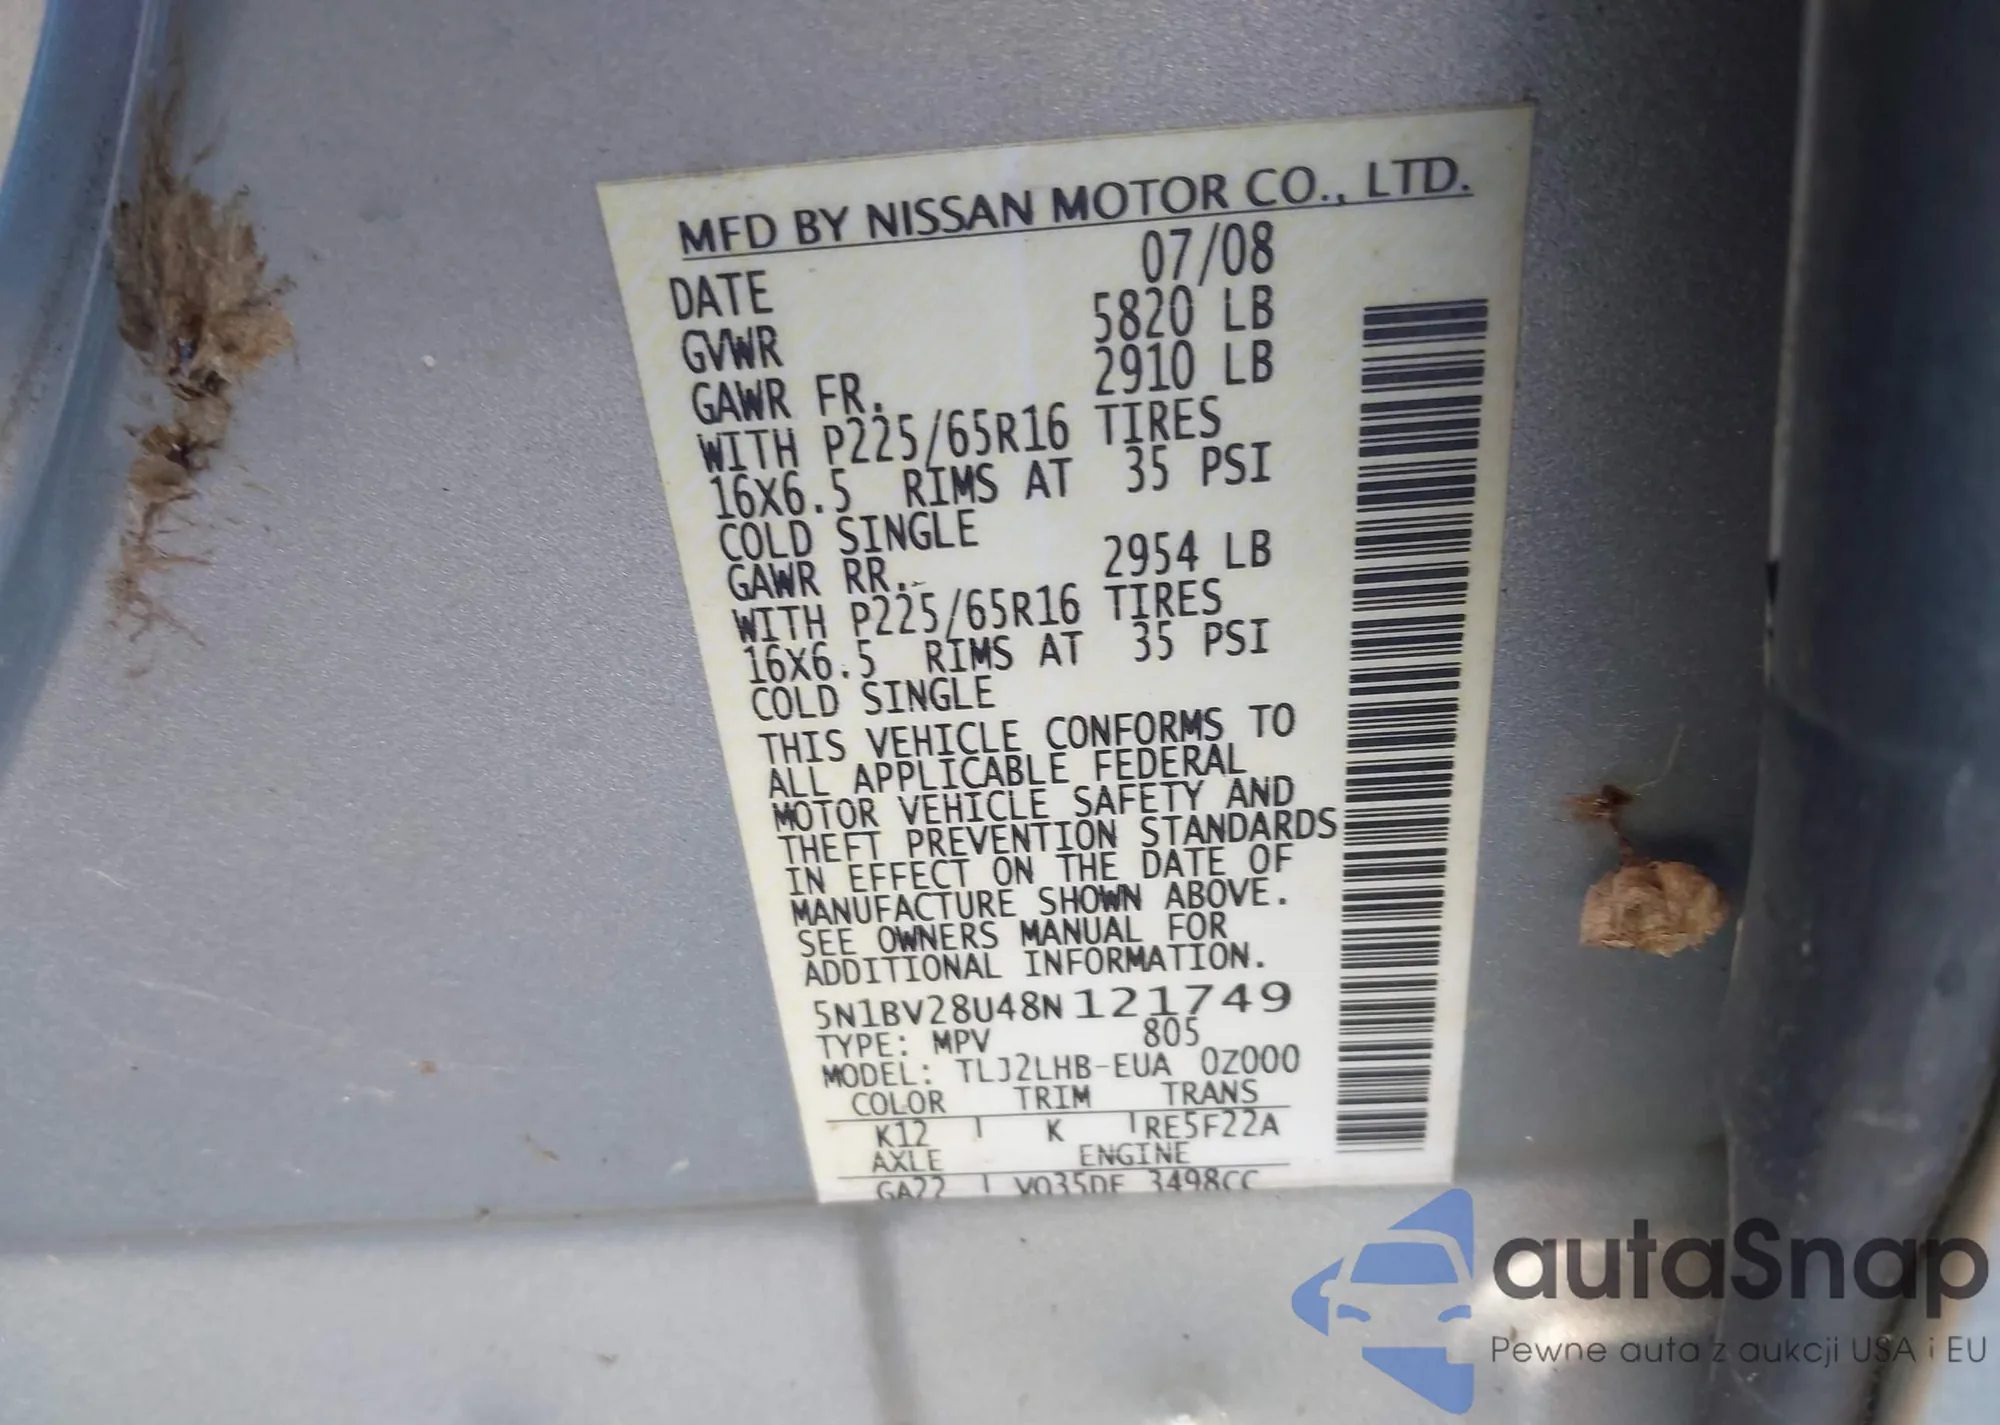 MFD BY NISSAN MOTOR CO., LTD.
DATE 07/08
GVWR 5820 LB
GAWR FR. 2910 LB
WITH P225/65R16 TIRES
16X6.5 RIMS AT 35 PSI
COLD SINGLE
GAWR RR. 2954 LB
WITH P225/65R16 TIRES
16X6.5 RIMS AT 35 PSI
COLD SINGLE
THIS VEHICLE CONFORMS TO
ALL APPLICABLE FEDERAL
MOTOR VEHICLE SAFETY AND
THEFT PREVENTION STANDARDS
IN EFFECT ON THE DATE OF
MANUFACTURE SHOWN ABOVE.
SEE OWNERS MANUAL FOR
ADDITIONAL INFORMATION.
5N1BV28U48N121749
TYPE: MPV 805
MODEL: TLJ2LHB-EUA 0Z000
COLOR TRIM TRANS
K12 K RE5F22A
AXLE ENGINE
GA22 VQ35DE 3498CC
autaSnap
Pewne auta z aukcji USA i EU